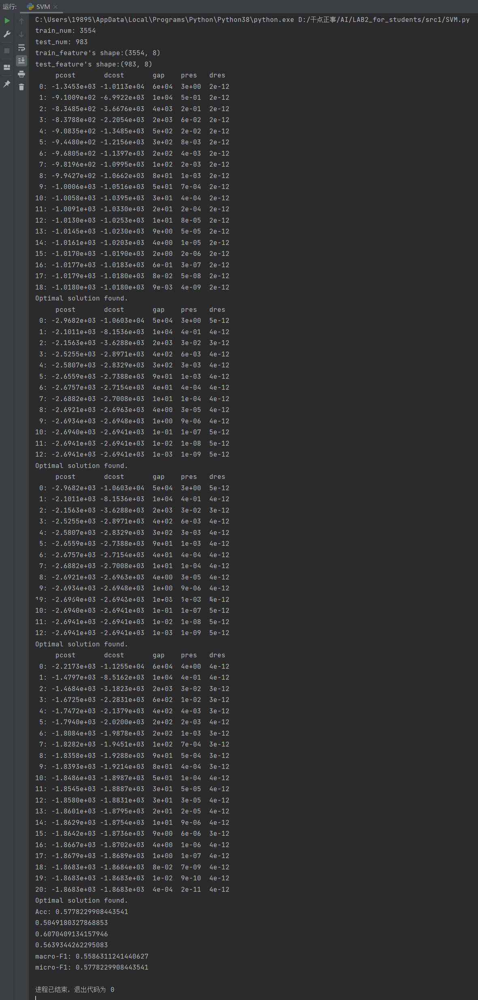 运行: SVM
C:\Users\19895\AppData\Local\Programs\Python\Python38\python.exe D:/干点正事/AI/LAB2_for_students/src1/SVM.py
train_num: 3554
test_num: 983
train_feature's shape:(3554, 8)
test_feature's shape:(983, 8)
pcost dcost gap pres dres
0: -1.3453e+03 -1.0113e+04 6e+04 3e+00 2e-12
1: -9.1009e+02 -6.9922e+03 1e+04 5e-01 2e-12
2: -8.3485e+02 -3.6676e+03 4e+03 2e-01 2e-12
3: -8.3788e+02 -2.2054e+03 2e+03 6e-02 2e-12
4: -9.0835e+02 -1.3485e+03 5e+02 2e-02 2e-12
5: -9.4480e+02 -1.2156e+03 3e+02 8e-03 2e-12
6: -9.6805e+02 -1.1397e+03 2e+02 4e-03 2e-12
7: -9.8196e+02 -1.0995e+03 1e+02 2e-03 2e-12
8: -9.9427e+02 -1.0662e+03 8e+01 1e-03 2e-12
9: -1.0006e+03 -1.0516e+03 5e+01 7e-04 2e-12
10: -1.0058e+03 -1.0395e+03 3e+01 4e-04 2e-12
11: -1.0091e+03 -1.0330e+03 2e+01 2e-04 2e-12
12: -1.0130e+03 -1.0253e+03 1e+01 8e-05 2e-12
13: -1.0145e+03 -1.0230e+03 9e+00 5e-05 2e-12
14: -1.0161e+03 -1.0203e+03 4e+00 1e-05 2e-12
15: -1.0170e+03 -1.0190e+03 2e+00 2e-06 2e-12
16: -1.0177e+03 -1.0183e+03 6e-01 3e-07 2e-12
17: -1.0179e+03 -1.0180e+03 8e-02 5e-08 2e-12
18: -1.0180e+03 -1.0180e+03 9e-03 4e-09 2e-12
Optimal solution found.
pcost dcost gap pres dres
0: -2.9682e+03 -1.0603e+04 5e+04 3e+00 5e-12
1: -2.1011e+03 -8.1536e+03 1e+04 4e-01 4e-12
2: -2.1563e+03 -3.6288e+03 2e+03 3e-02 3e-12
3: -2.5255e+03 -2.8971e+03 4e+02 6e-03 4e-12
4: -2.5807e+03 -2.8329e+03 3e+02 3e-03 4e-12
5: -2.6559e+03 -2.7388e+03 9e+01 1e-03 4e-12
6: -2.6757e+03 -2.7154e+03 4e+01 4e-04 4e-12
7: -2.6882e+03 -2.7008e+03 1e+01 1e-04 4e-12
8: -2.6921e+03 -2.6963e+03 4e+00 3e-05 4e-12
9: -2.6934e+03 -2.6948e+03 1e+00 9e-06 4e-12
10: -2.6940e+03 -2.6941e+03 1e-01 1e-07 5e-12
11: -2.6941e+03 -2.6941e+03 1e-02 1e-08 5e-12
12: -2.6941e+03 -2.6941e+03 1e-03 1e-09 5e-12
Optimal solution found.
pcost dcost gap pres dres
0: -2.9682e+03 -1.0603e+04 5e+04 3e+00 5e-12
1: -2.1011e+03 -8.1536e+03 1e+04 4e-01 4e-12
2: -2.1563e+03 -3.6288e+03 2e+03 3e-02 3e-12
3: -2.5255e+03 -2.8971e+03 4e+02 6e-03 4e-12
4: -2.5807e+03 -2.8329e+03 3e+02 3e-03 4e-12
5: -2.6559e+03 -2.7388e+03 9e+01 1e-03 4e-12
6: -2.6757e+03 -2.7154e+03 4e+01 4e-04 4e-12
7: -2.6882e+03 -2.7008e+03 1e+01 1e-04 4e-12
8: -2.6921e+03 -2.6963e+03 4e+00 3e-05 4e-12
9: -2.6934e+03 -2.6948e+03 1e+00 9e-06 4e-12
10: -2.6940e+03 -2.6941e+03 1e-01 1e-07 5e-12
11: -2.6941e+03 -2.6941e+03 1e-02 1e-08 5e-12
12: -2.6941e+03 -2.6941e+03 1e-03 1e-09 5e-12
Optimal solution found.
pcost dcost gap pres dres
0: -2.2173e+03 -1.1255e+04 6e+04 4e+00 4e-12
1: -1.4797e+03 -8.5162e+03 1e+04 4e-01 4e-12
2: -1.4684e+03 -3.1823e+03 2e+03 3e-02 3e-12
3: -1.6725e+03 -2.2831e+03 6e+02 1e-02 3e-12
4: -1.7472e+03 -2.1379e+03 4e+02 4e-03 3e-12
5: -1.7940e+03 -2.0200e+03 2e+02 2e-03 4e-12
6: -1.8084e+03 -1.9878e+03 2e+02 1e-03 3e-12
7: -1.8282e+03 -1.9451e+03 1e+02 7e-04 3e-12
8: -1.8358e+03 -1.9288e+03 9e+01 5e-04 3e-12
9: -1.8393e+03 -1.9214e+03 8e+01 4e-04 3e-12
10: -1.8486e+03 -1.8987e+03 5e+01 1e-04 4e-12
11: -1.8545e+03 -1.8887e+03 3e+01 5e-05 4e-12
12: -1.8580e+03 -1.8831e+03 3e+01 3e-05 4e-12
13: -1.8601e+03 -1.8795e+03 2e+01 2e-05 4e-12
14: -1.8629e+03 -1.8754e+03 1e+01 9e-06 4e-12
15: -1.8642e+03 -1.8736e+03 9e+00 6e-06 3e-12
16: -1.8667e+03 -1.8702e+03 4e+00 1e-06 4e-12
17: -1.8679e+03 -1.8689e+03 1e+00 1e-07 4e-12
18: -1.8683e+03 -1.8684e+03 8e-02 7e-09 4e-12
19: -1.8683e+03 -1.8683e+03 1e-02 9e-10 4e-12
20: -1.8683e+03 -1.8683e+03 4e-04 2e-11 4e-12
Optimal solution found.
Acc: 0.5778229908443541
0.5049180327868853
0.6070409134157946
0.5639344262295083
macro-F1: 0.5586311241440627
micro-F1: 0.5778229908443541
进程已结束，退出代码为 0